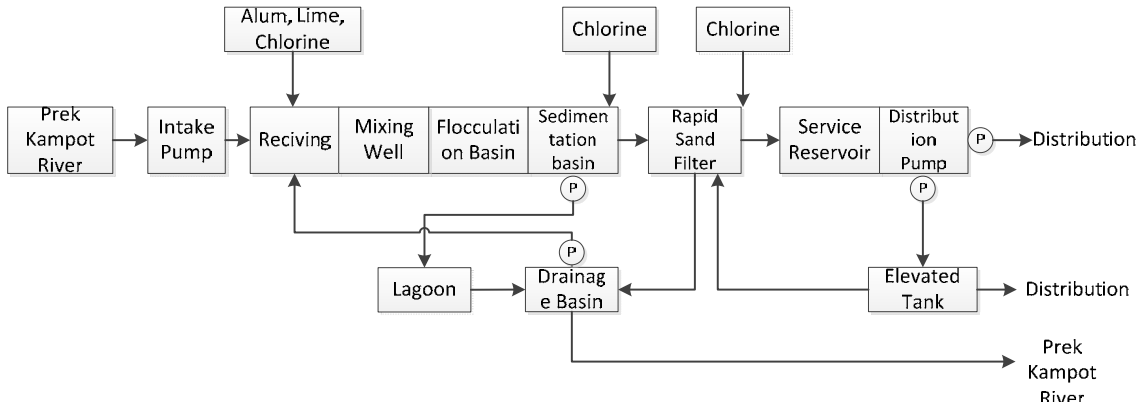 Alum, Lime,
Chlorine
Chlorine
Chlorine
Prek
Kampot
River
Intake
Pump
Reciving
Mixing
Well
Flocculati
on Basin
Sedimen
tation
basin
Rapid
Sand
Filter
Service
Reservoir
Distribut
ion
Pump
P
Distribution
P
P
P
Lagoon
Drainag
e Basin
Elevated
Tank
Distribution
Prek
Kampot
River